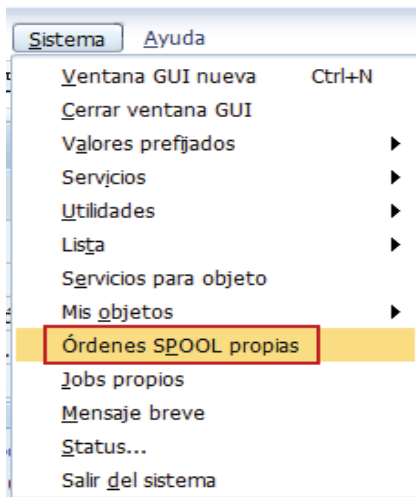 Sistema Ayuda
Ventana GUI nueva Ctrl+N
Cerrar ventana GUI
Valores prefijados
Servicios
Utilidades
Lista
Servicios para objeto
Mis objetos
Órdenes SPOOL propias
Jobs propios
Mensaje breve
Status...
Salir del sistema